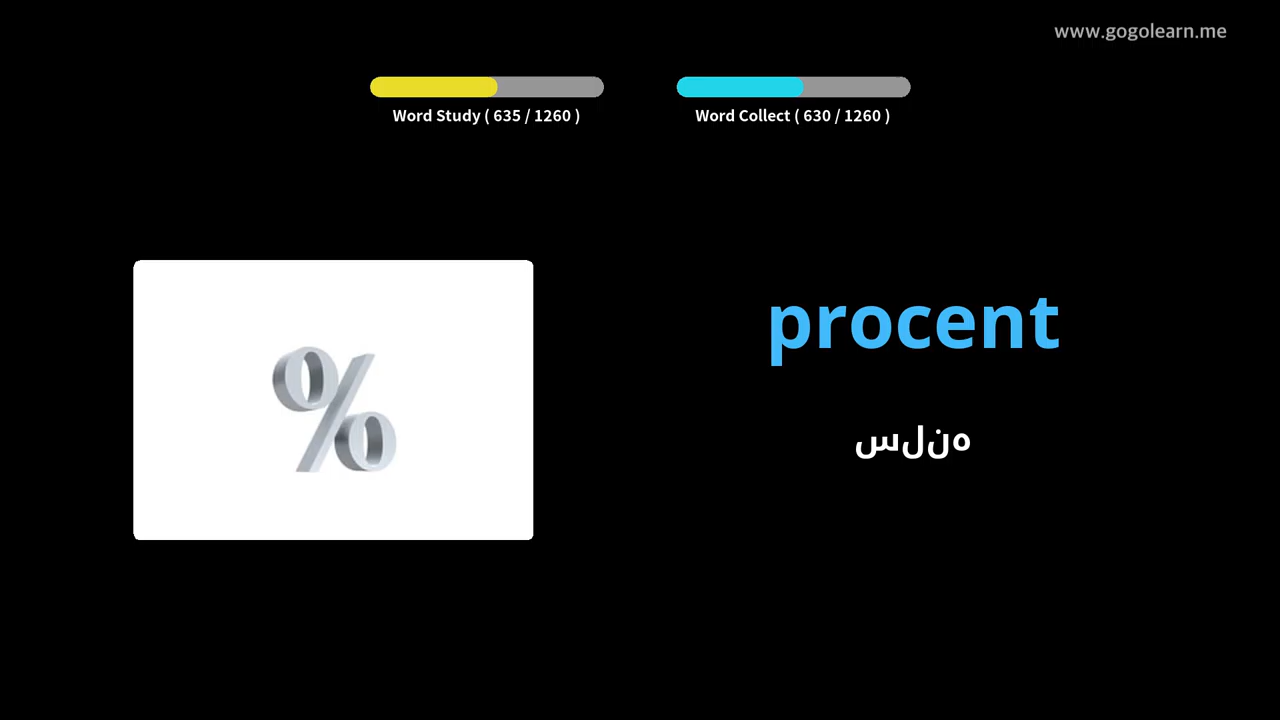 www.gogolearn.me
Word Study ( 635 / 1260 )
Word Collect ( 630 / 1260 )
%
procent
سلنه